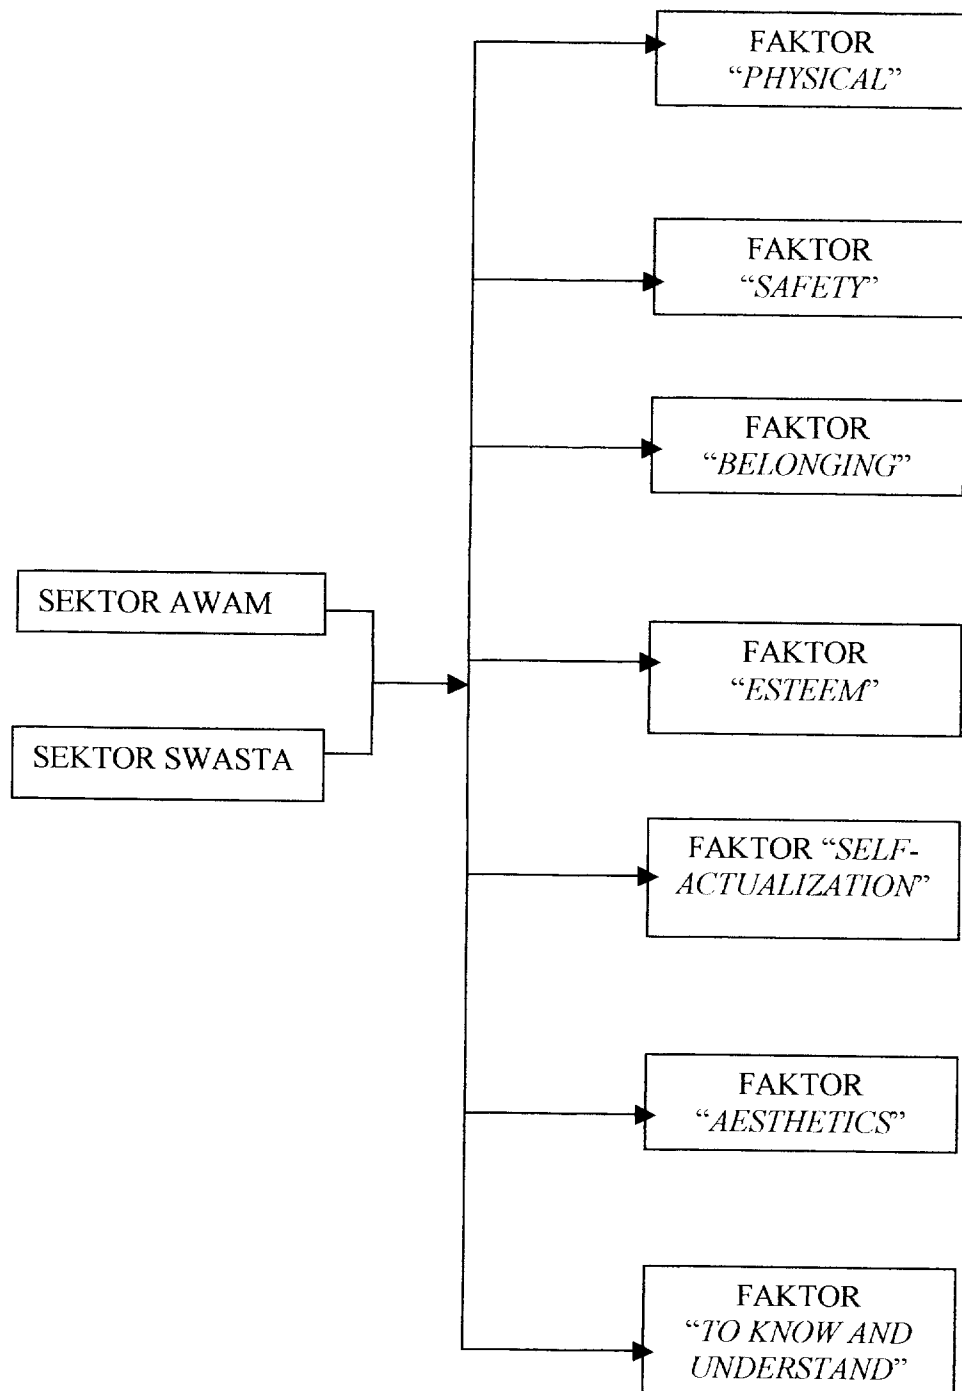 FAKTOR
“PHYSICAL”
FAKTOR
“SAFETY”
FAKTOR
“BELONGING”
SEKTOR AWAM
SEKTOR SWASTA
FAKTOR
“ESTEEM”
FAKTOR “SELF-
ACTUALIZATION”
FAKTOR
“AESTHETICS”
FAKTOR
“TO KNOW AND
UNDERSTAND”